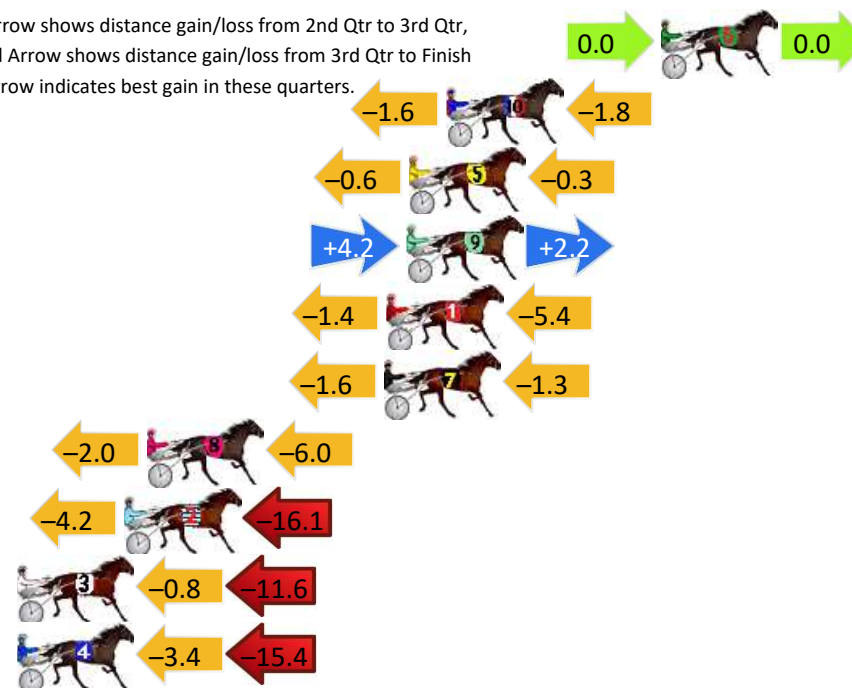 rrow shows distance gain/loss from 2nd Qtr to 3rd Qtr,
Arrow shows distance gain/loss from 3rd Qtr to Finish
rrow indicates best gain in these quarters.
0.0 6 0.0
–1.6 10 –1.8
–0.6 5 –0.3
+4.2 9 +2.2
–1.4 1 –5.4
–1.6 7 –1.3
–2.0 8 –6.0
–4.2 2 –16.1
3 –0.8 –11.6
4 –3.4 –15.4